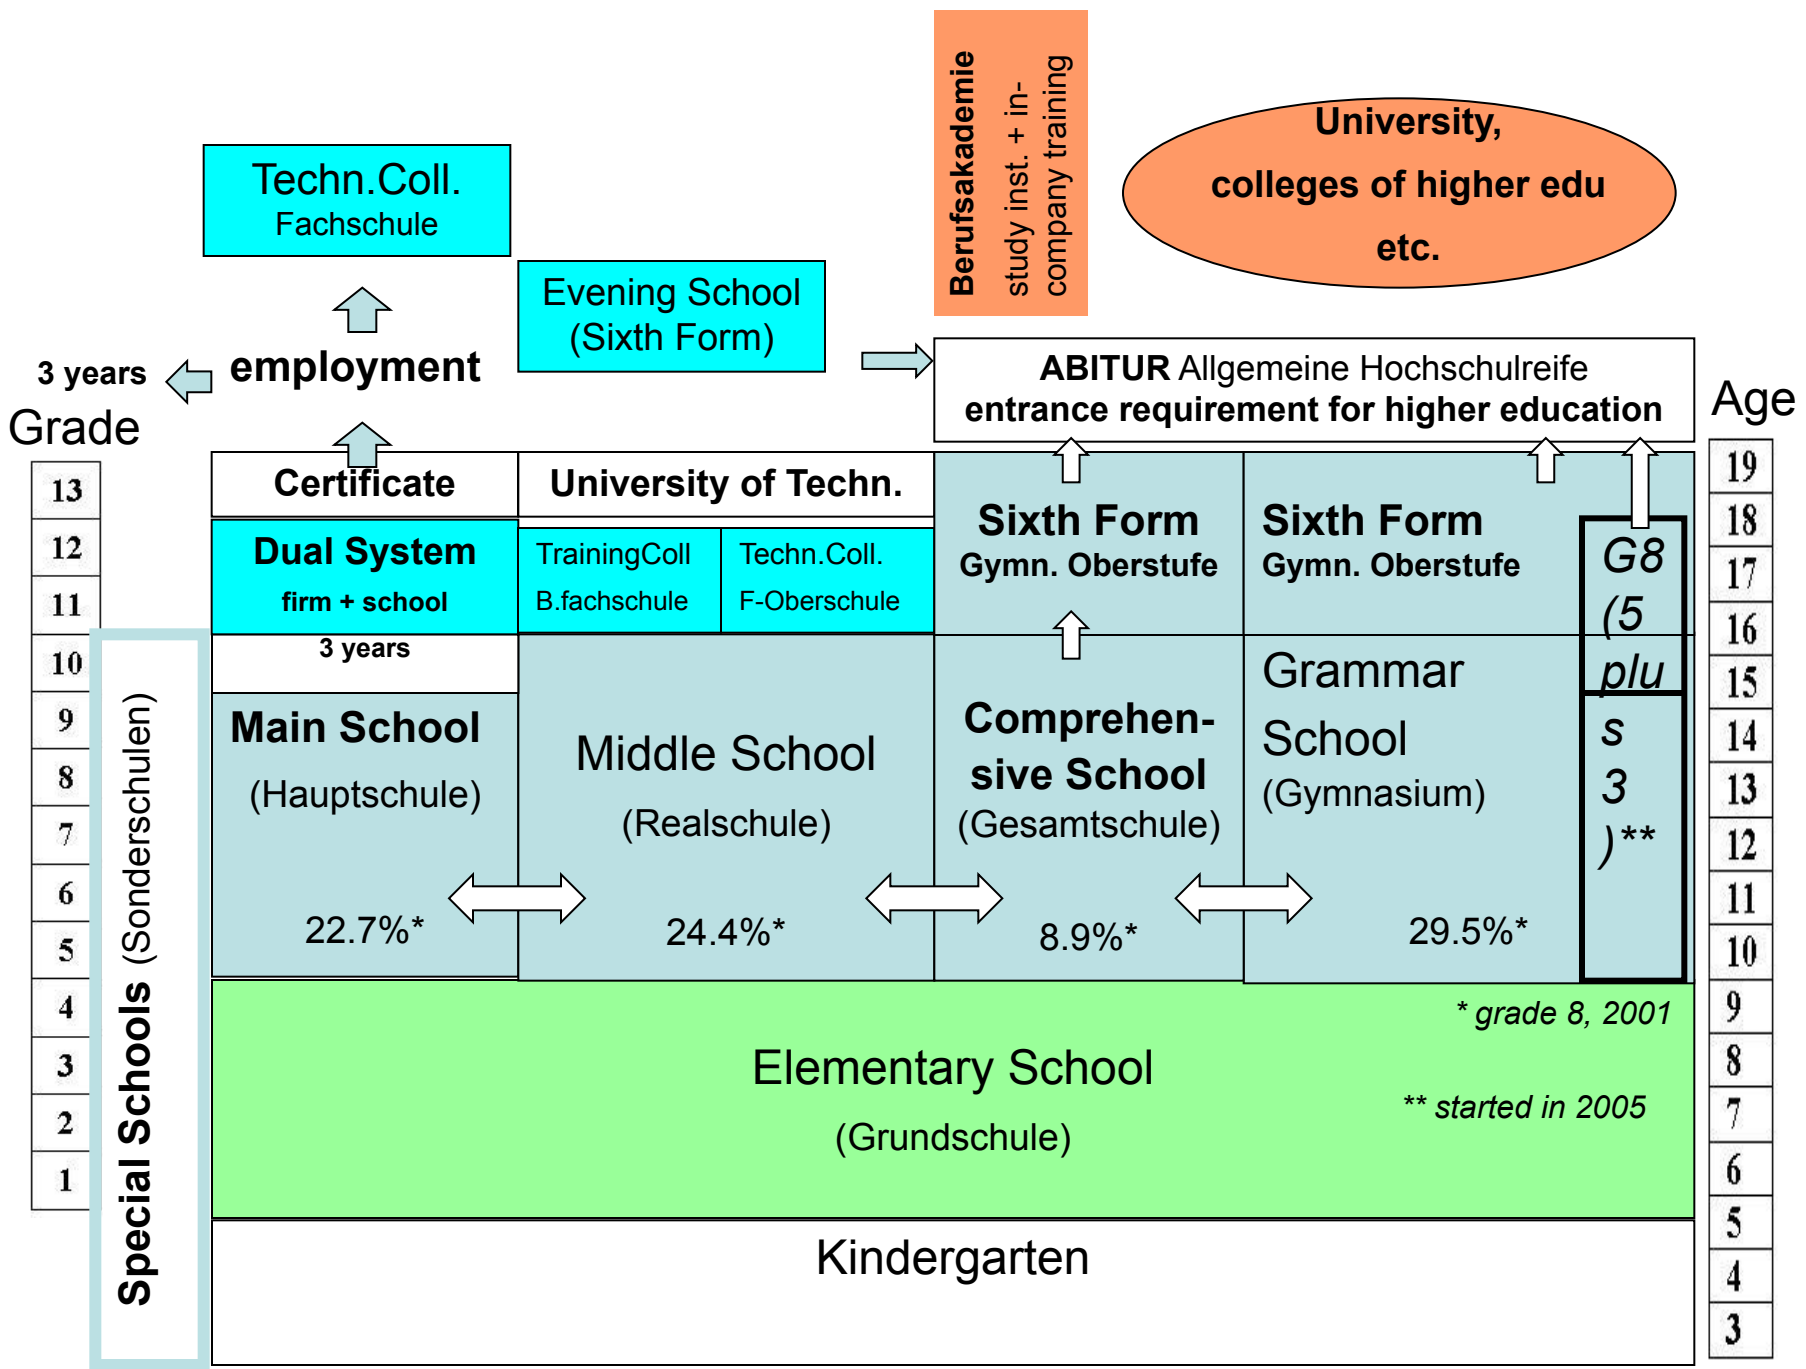 Berufsakademie
study inst. + in-
company training
University,
colleges of higher edu
etc.
Techn.Coll.
Fachschule
Evening School
(Sixth Form)
3 years
employment
ABITUR Allgemeine Hochschulreife
entrance requirement for higher education
Grade
Age
13
12
11
10
9
8
7
6
5
4
3
2
1
Special Schools (Sonderschulen)
Certificate
University of Techn.
Dual System
firm + school
3 years
TrainingColl
B.fachschule
Techn.Coll.
F-Oberschule
Sixth Form
Gymn. Oberstufe
Sixth Form
Gymn. Oberstufe
G8
(5
plu
s
3
)**
Main School
(Hauptschule)
22.7%*
Middle School
(Realschule)
24.4%*
Comprehen-
sive School
(Gesamtschule)
8.9%*
Grammar
School
(Gymnasium)
29.5%*
* grade 8, 2001
Elementary School
(Grundschule)
** started in 2005
Kindergarten
19
18
17
16
15
14
13
12
11
10
9
8
7
6
5
4
3